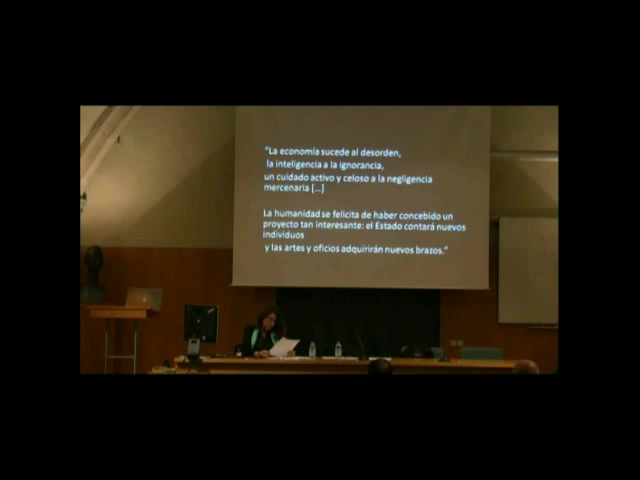 “La economía sucede al desorden,
la inteligencia a la ignorancia,
un cuidado activo y celoso a la negligencia
mercenaria [...]
La humanidad se felicita de haber concebido un
proyecto tan interesante: el Estado contará nuevos
individuos
y las artes y oficios adquirirán nuevos brazos.”